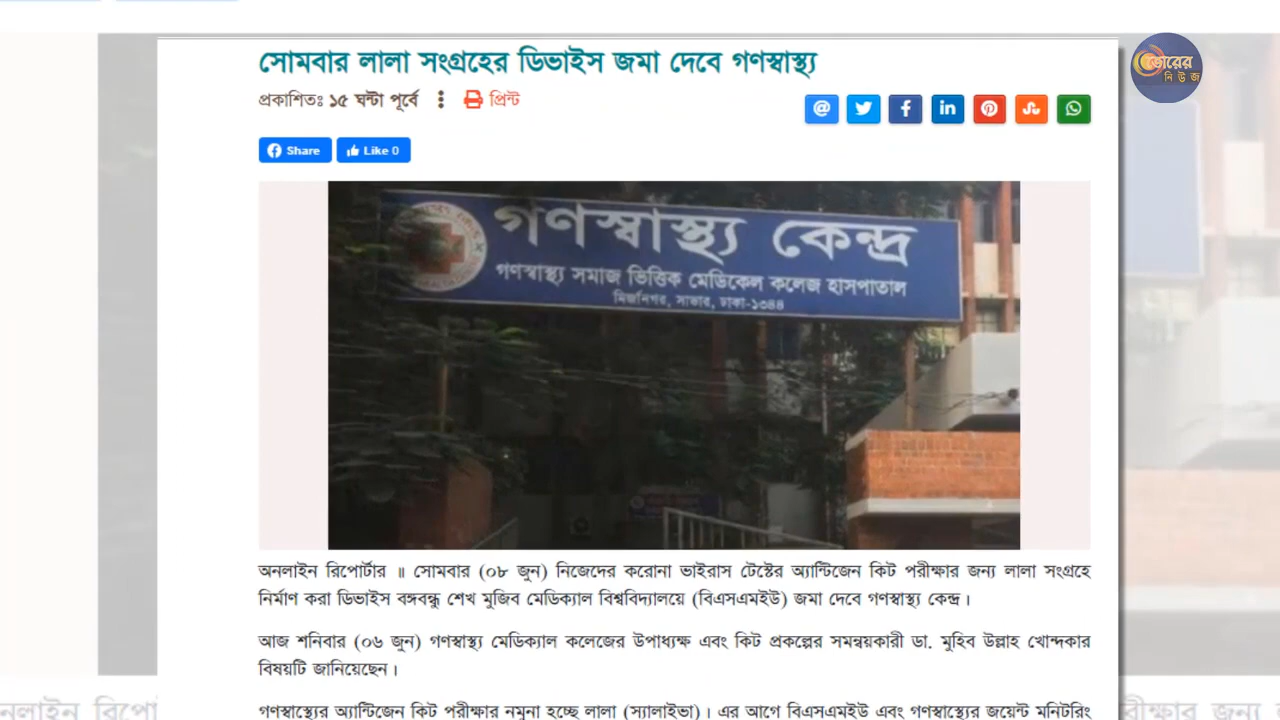 সোমবার লালা সংগ্রহের ডিভাইস জমা দেবে গণস্বাস্থ্য
প্রকাশিতঃ ১৫ ঘন্টা পূর্বে
প্রিন্ট
Share
Like 0
ভোরের
নিউজ
গণস্বাস্থ্য কেন্দ্র
গণস্বাস্থ্য সমাজ ভিত্তিক মেডিকেল কলেজ হাসপাতাল
মির্জানগর, সাভার, ঢাকা-১৩৪৪
অনলাইন রিপোর্টার ॥ সোমবার (০৮ জুন) নিজেদের করোনা ভাইরাস টেস্টের অ্যান্টিজেন কিট পরীক্ষার জন্য লালা সংগ্রহে
নির্মাণ করা ডিভাইস বঙ্গবন্ধু শেখ মুজিব মেডিক্যাল বিশ্ববিদ্যালয়ে (বিএসএমইউ) জমা দেবে গণস্বাস্থ্য কেন্দ্র।
আজ শনিবার (০৬ জুন) গণস্বাস্থ্য মেডিক্যাল কলেজের উপাধ্যক্ষ এবং কিট প্রকল্পের সমন্বয়কারী ডা. মুহিব উল্লাহ খোন্দকার
বিষয়টি জানিয়েছেন।
গণস্বাস্থ্যের অ্যান্টিজেন কিট পরীক্ষার নমুনা হচ্ছে লালা (স্যালাইভা)। এর আগে বিএসএমইউ এবং গণস্বাস্থ্যের জয়েন্ট মনিটরিং